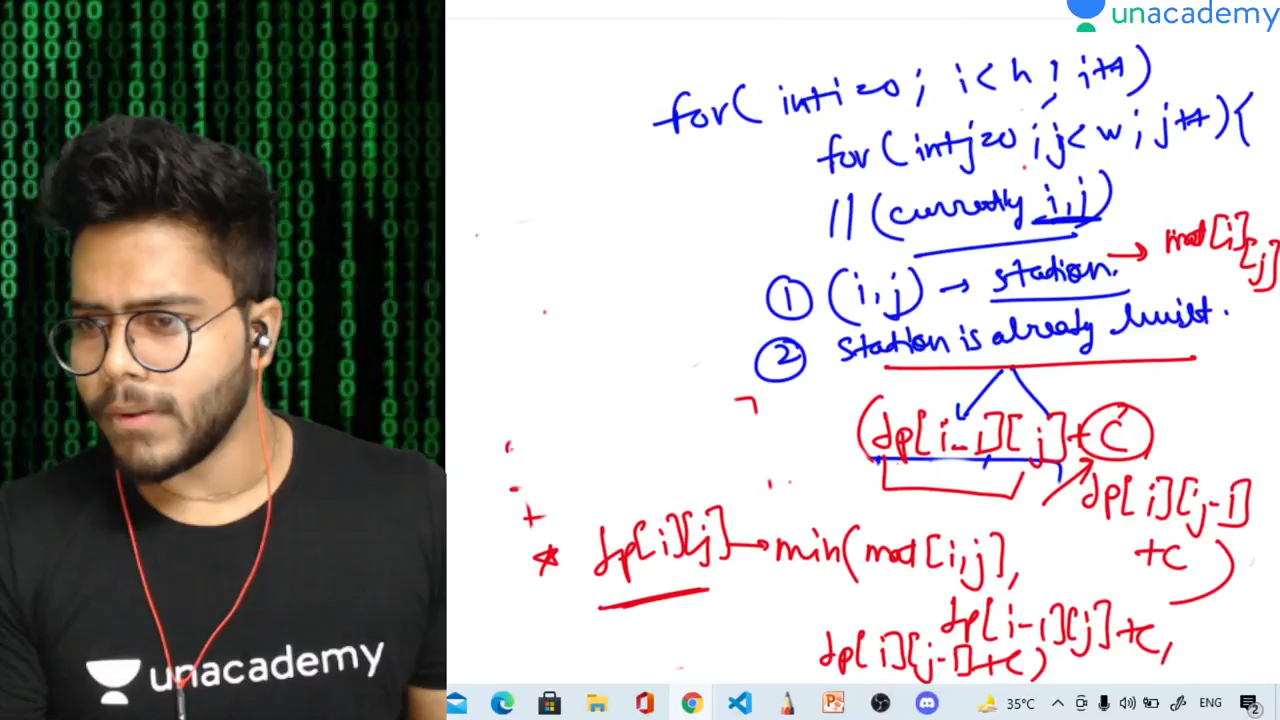 unacademy
for( int i=0 ; i<h ; i++)
for( int j=0 ; j<w ; j++){
// (currently i,j)
① (i,j) → station. → mat[i][j]
② station is already built.
(dp[i-1][j]+C
dp[i][j-1]
+C )
* dp[i][j] → min(mat[i,j],
dp[i-1][j]+C,
dp[i][j-1]+C)
unacademy
35°C
ENG
2